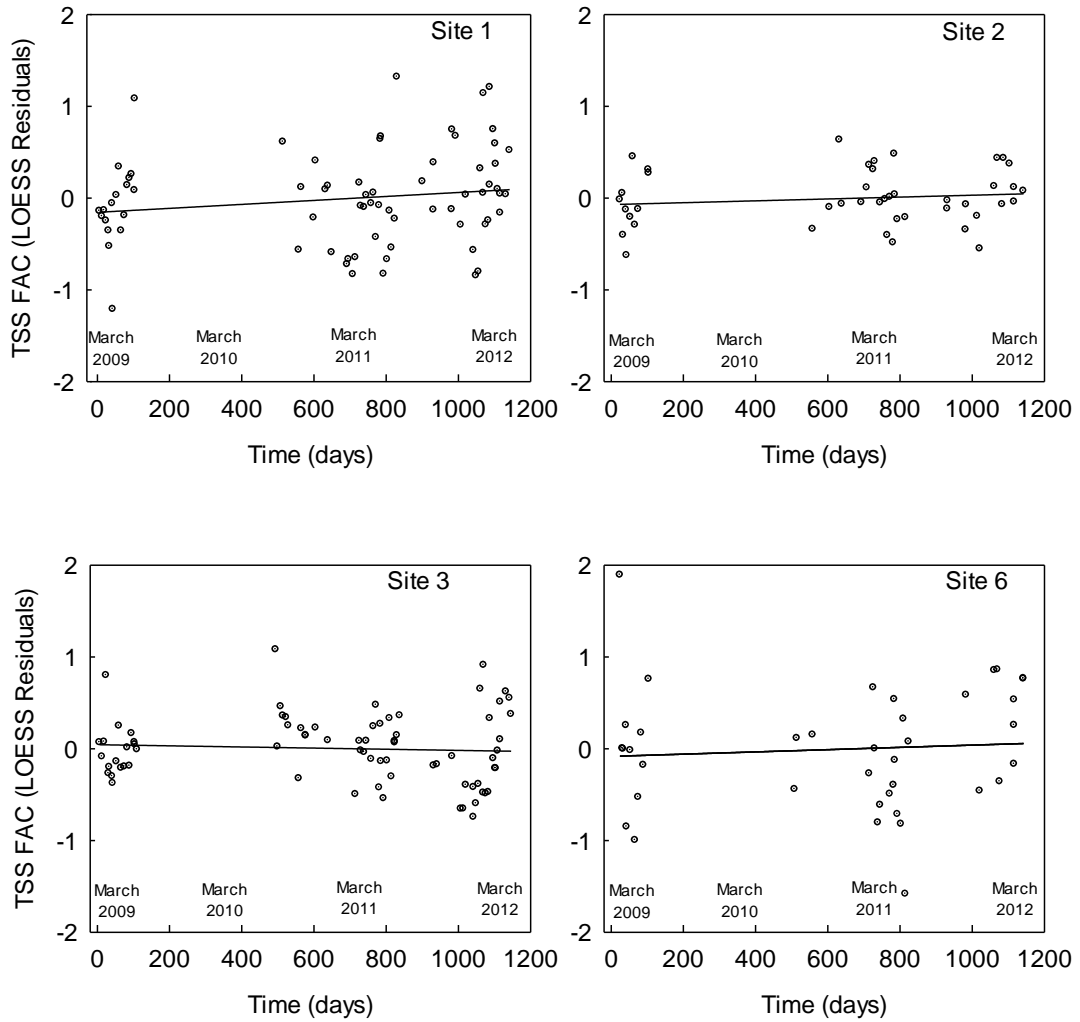 Site 1
2
1
0
-1
-2
TSS FAC (LOESS Residuals)
March 2009
March 2010
March 2011
March 2012
0 200 400 600 800 1000 1200
Time (days)
Site 2
2
1
0
-1
-2
March 2009
March 2010
March 2011
March 2012
0 200 400 600 800 1000 1200
Time (days)
Site 3
2
1
0
-1
-2
TSS FAC (LOESS Residuals)
March 2009
March 2010
March 2011
March 2012
0 200 400 600 800 1000 1200
Time (days)
Site 6
2
1
0
-1
-2
March 2009
March 2010
March 2011
March 2012
0 200 400 600 800 1000 1200
Time (days)